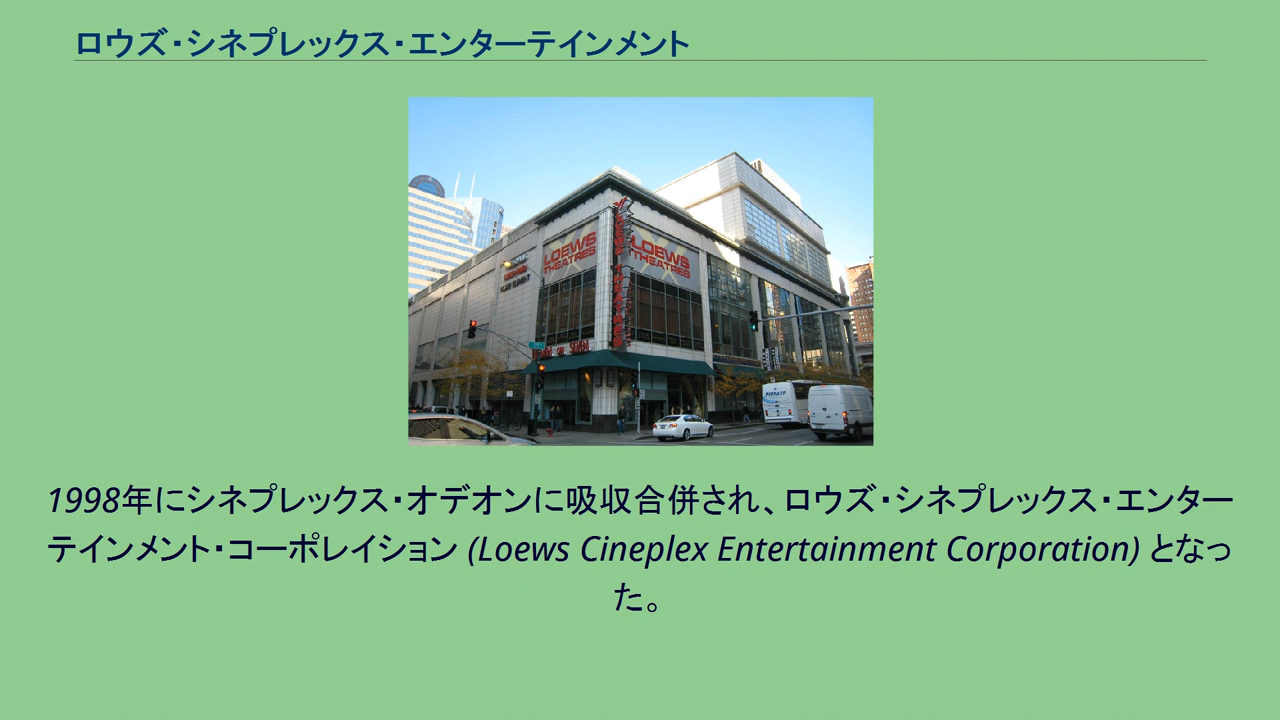 ロウズ・シネプレックス・エンターテインメント
LOEWS
THEATRES
LOEWS
THEATRES
1998年にシネプレックス・オデオンに吸収合併され、ロウズ・シネプレックス・エンター
テインメント・コーポレイション (Loews Cineplex Entertainment Corporation) となっ
た。